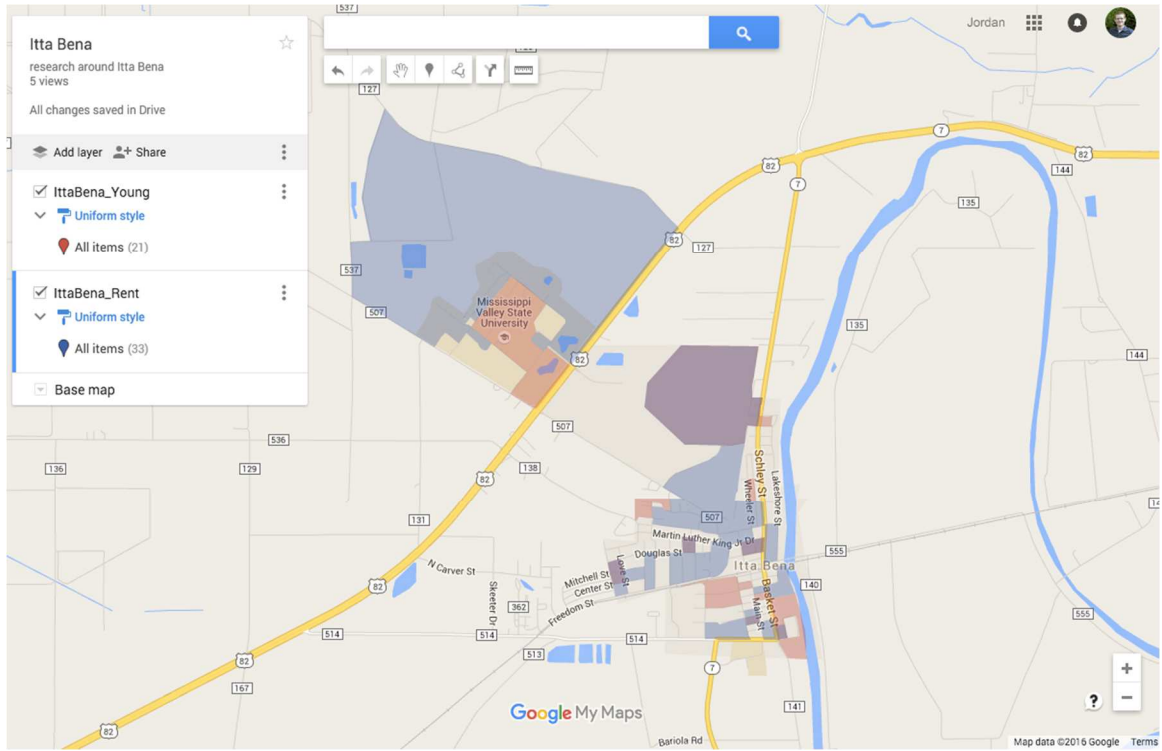 Itta Bena
research around Itta Bena
5 views
All changes saved in Drive
Add layer Share
IttaBena_Young
Uniform style
All items (21)
IttaBena_Rent
Uniform style
All items (33)
Base map
Jordan
537
127
7
82
82
144
82
7
135
82
127
537
Mississippi
Valley State
University
507
135
82
144
507
536
136
129
138
82
Schley St
Lakeshore St
Wheeler St
131
507
Martin Luther King Jr Dr
Douglas St
555
Itta Bena
N Carver St
Love St
Mitchell St
Center St
82
Skeeter Dr
140
Basket St
Main St
362
Freedom St
555
514
514
514
513
82
7
167
141
82
Bariola Rd
Google My Maps
+
?
−
Map data ©2016 Google Terms